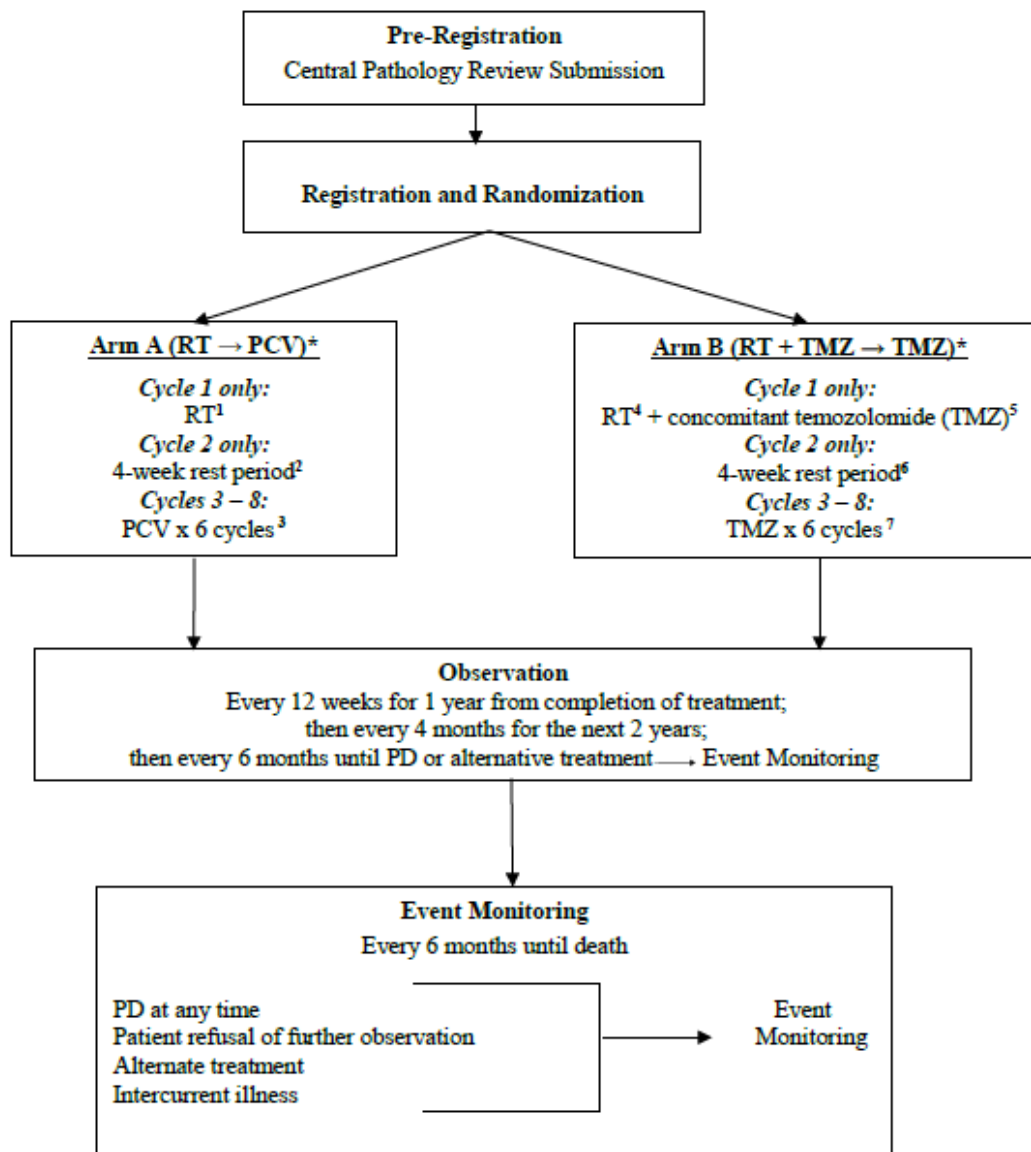 Pre-Registration
Central Pathology Review Submission
Registration and Randomization
Arm A (RT → PCV)*
Cycle 1 only:
RT¹
Cycle 2 only:
4-week rest period²
Cycles 3 – 8:
PCV x 6 cycles ³
Arm B (RT + TMZ → TMZ)*
Cycle 1 only:
RT⁴ + concomitant temozolomide (TMZ)⁵
Cycle 2 only:
4-week rest period⁶
Cycles 3 – 8:
TMZ x 6 cycles ⁷
Observation
Every 12 weeks for 1 year from completion of treatment;
then every 4 months for the next 2 years;
then every 6 months until PD or alternative treatment → Event Monitoring
Event Monitoring
Every 6 months until death
PD at any time
Patient refusal of further observation
Alternate treatment
Intercurrent illness
Event
Monitoring